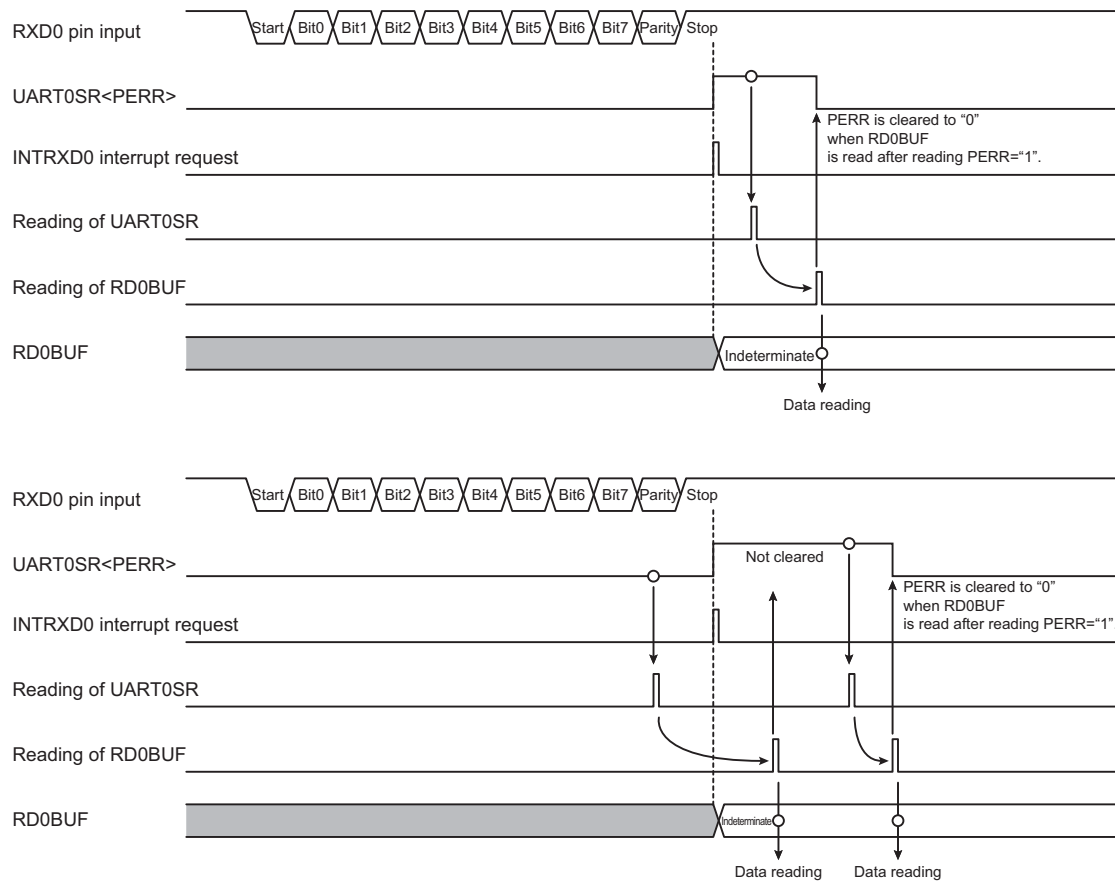 RXD0 pin input
Start Bit0 Bit1 Bit2 Bit3 Bit4 Bit5 Bit6 Bit7 Parity Stop
UART0SR<PERR>
PERR is cleared to “0”
when RD0BUF
is read after reading PERR=“1”.
INTRXD0 interrupt request
Reading of UART0SR
Reading of RD0BUF
RD0BUF
Indeterminate
Data reading
RXD0 pin input
Start Bit0 Bit1 Bit2 Bit3 Bit4 Bit5 Bit6 Bit7 Parity Stop
UART0SR<PERR>
Not cleared
PERR is cleared to “0”
when RD0BUF
is read after reading PERR=“1”
INTRXD0 interrupt request
Reading of UART0SR
Reading of RD0BUF
RD0BUF
Indeterminate
Data reading Data reading